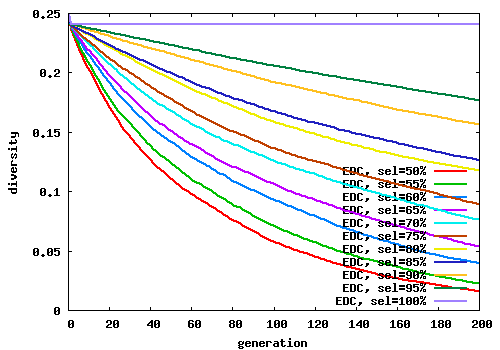 0.25
0.2
0.15
0.1
0.05
0
diversity
EDC, sel=50%
EDC, sel=55%
EDC, sel=60%
EDC, sel=65%
EDC, sel=70%
EDC, sel=75%
EDC, sel=80%
EDC, sel=85%
EDC, sel=90%
EDC, sel=95%
EDC, sel=100%
0 20 40 60 80 100 120 140 160 180 200
generation